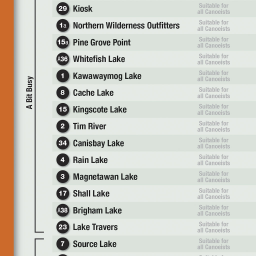 A Bit Busy
29 Kiosk Suitable for
all Canoeists
Northern Wilderness Outfitters Suitable for
all Canoeists
Pine Grove Point Suitable for
all Canoeists
Whitefish Lake Suitable for
all Canoeists
1 Kawawaymog Lake Suitable for
all Canoeists
6 Cache Lake Suitable for
all Canoeists
15 Kingscote Lake Suitable for
all Canoeists
2 Tim River Suitable for
all Canoeists
34 Canisbay Lake Suitable for
all Canoeists
4 Rain Lake Suitable for
all Canoeists
3 Magnetawan Lake Suitable for
all Canoeists
17 Shall Lake Suitable for
all Canoeists
Brigham Lake Suitable for
all Canoeists
23 Lake Travers Suitable for
all Canoeists
7 Source Lake Suitable for
all Canoeists